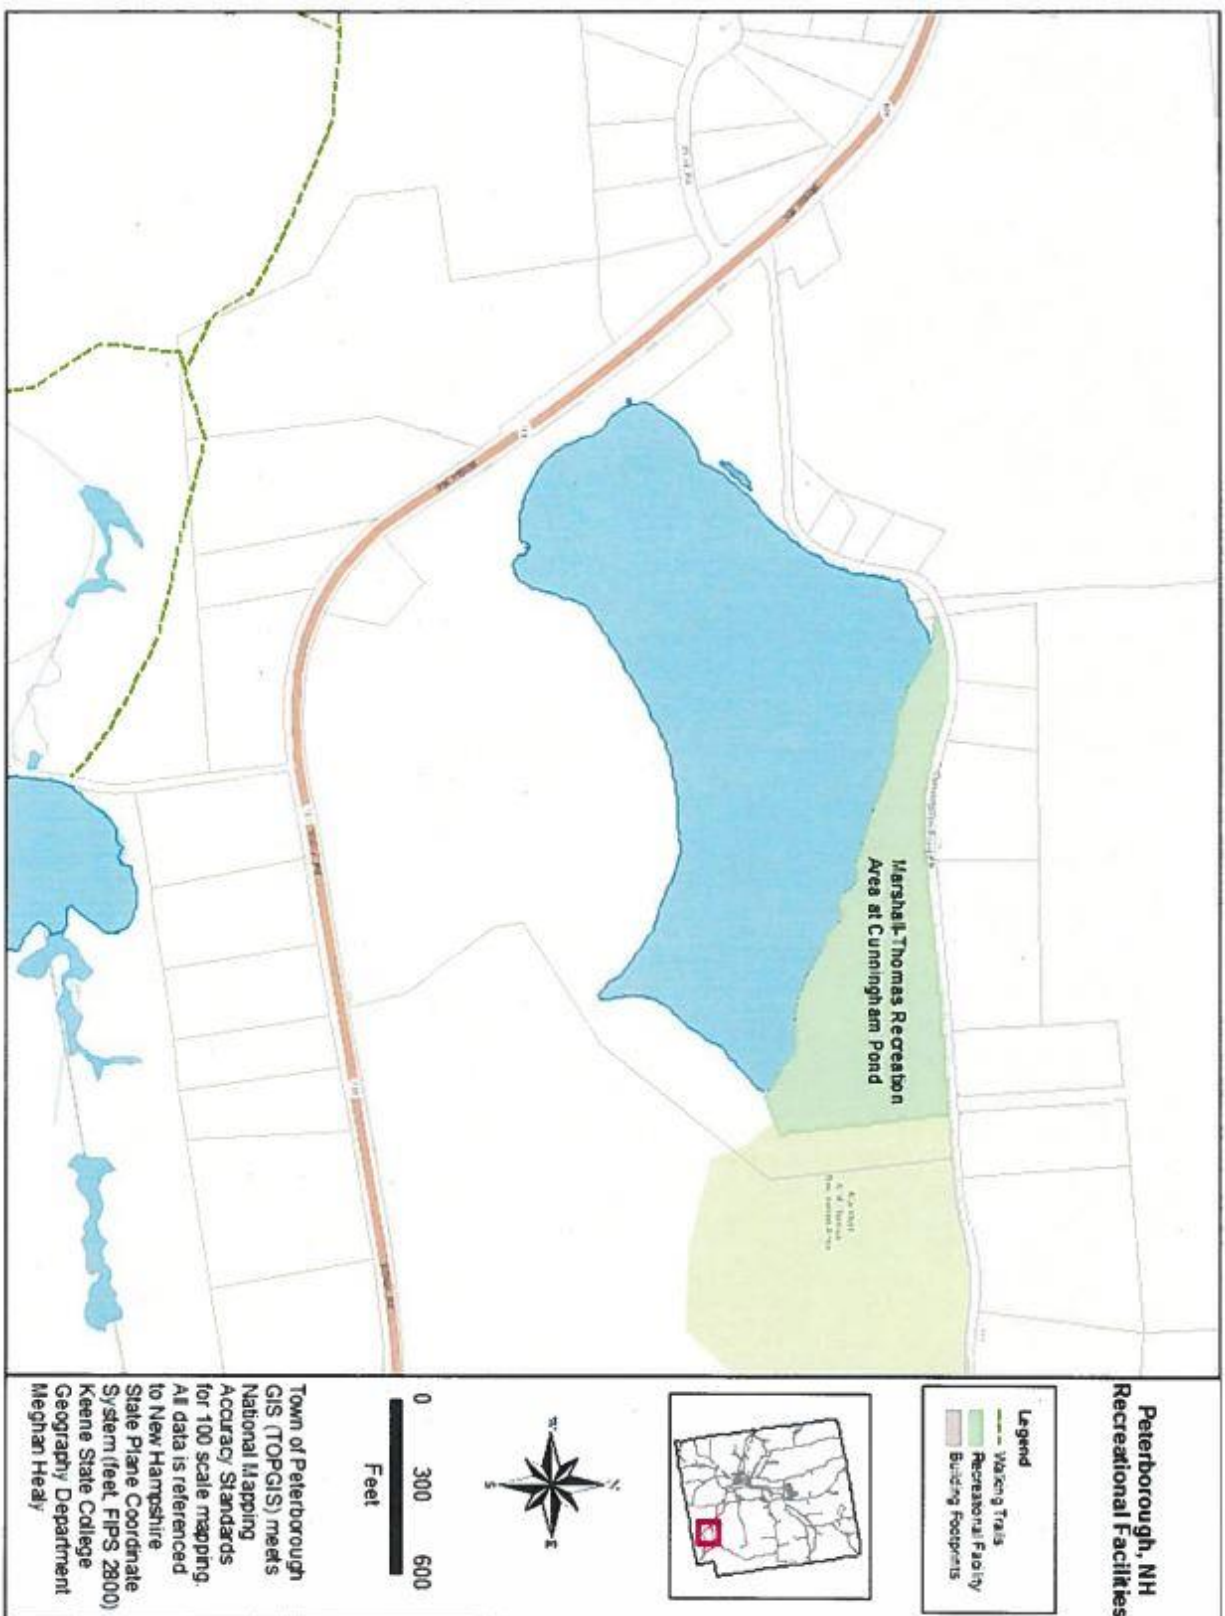 Peterborough, NH
Recreational Facilities
Legend
Walking Trails
Recreational Facility
Building Footprints
N
W
E
S
0 300 600
Feet
Town of Peterborough
GIS (TOPGIS) meets
National Mapping
Accuracy Standards
for 100 scale mapping.
All data is referenced
to New Hampshire
State Plane Coordinate
System (feet, FIPS 2800)
Keene State College
Geography Department
Meghan Healy
Marshall-Thomas Recreation
Area at Cunningham Pond